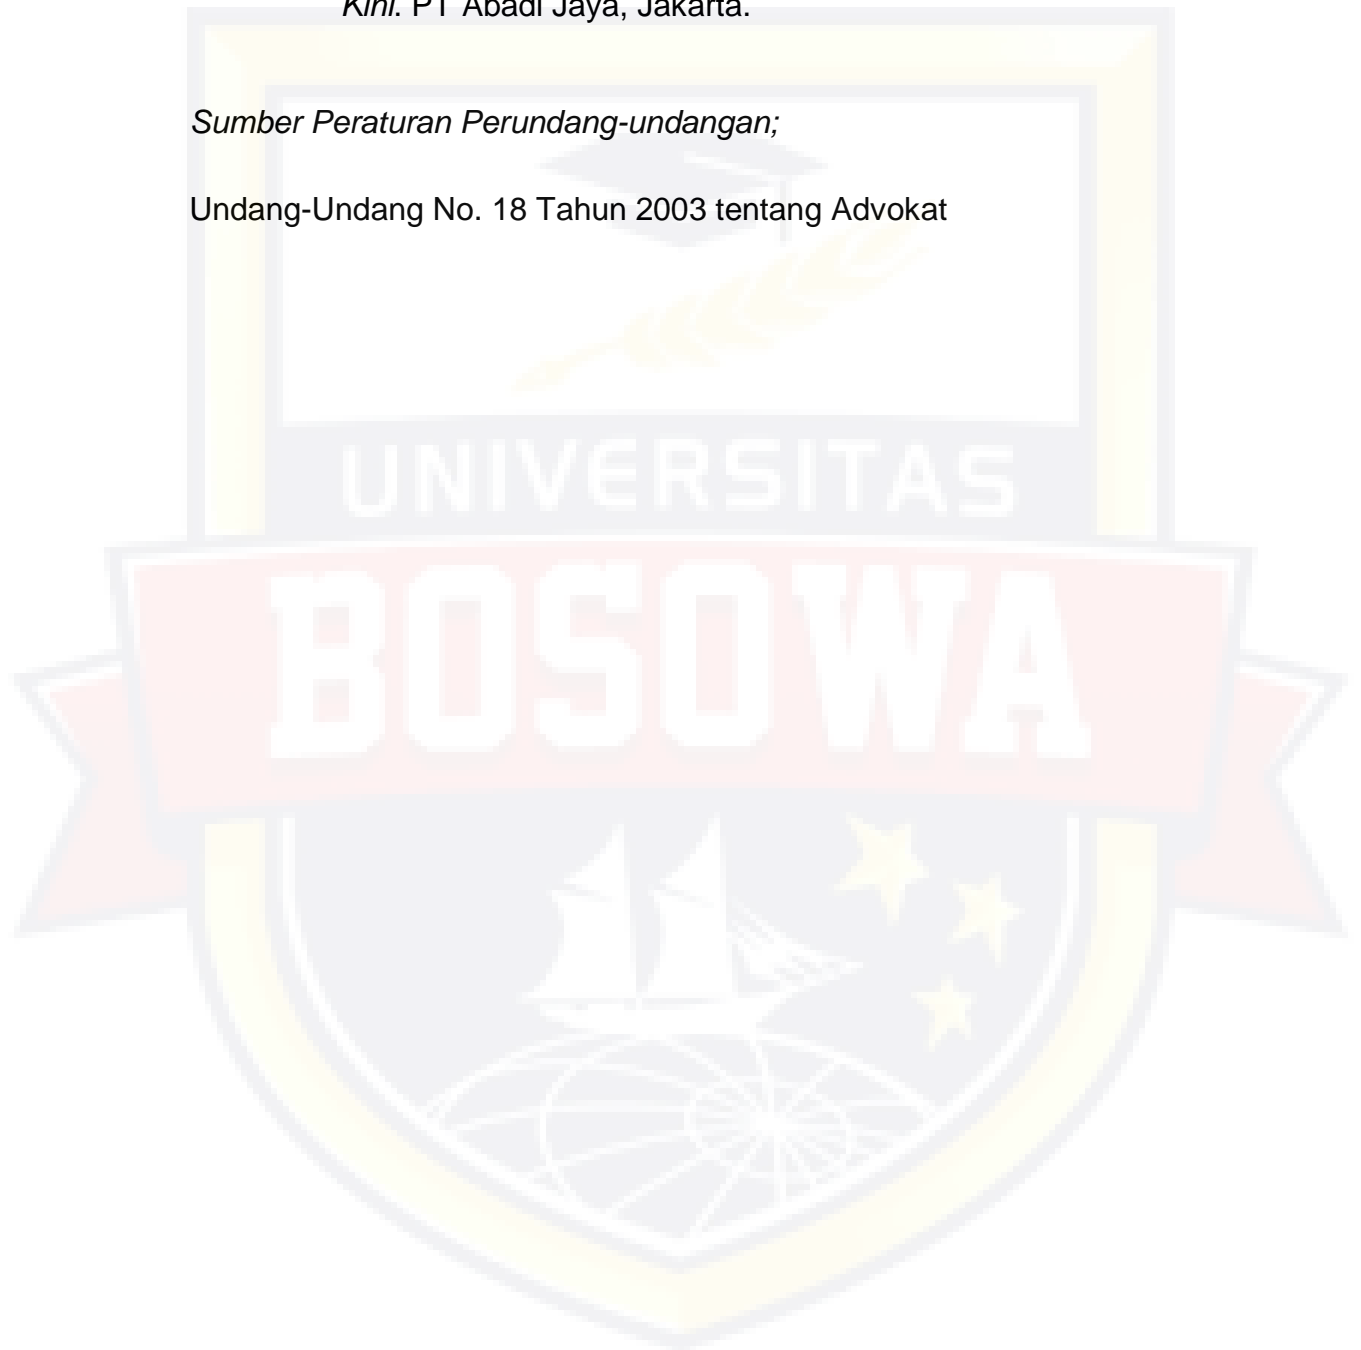 Kini. PT Abadi Jaya, Jakarta.
Sumber Peraturan Perundang-undangan;
Undang-Undang No. 18 Tahun 2003 tentang Advokat
UNIVERSITAS
BOSOWA